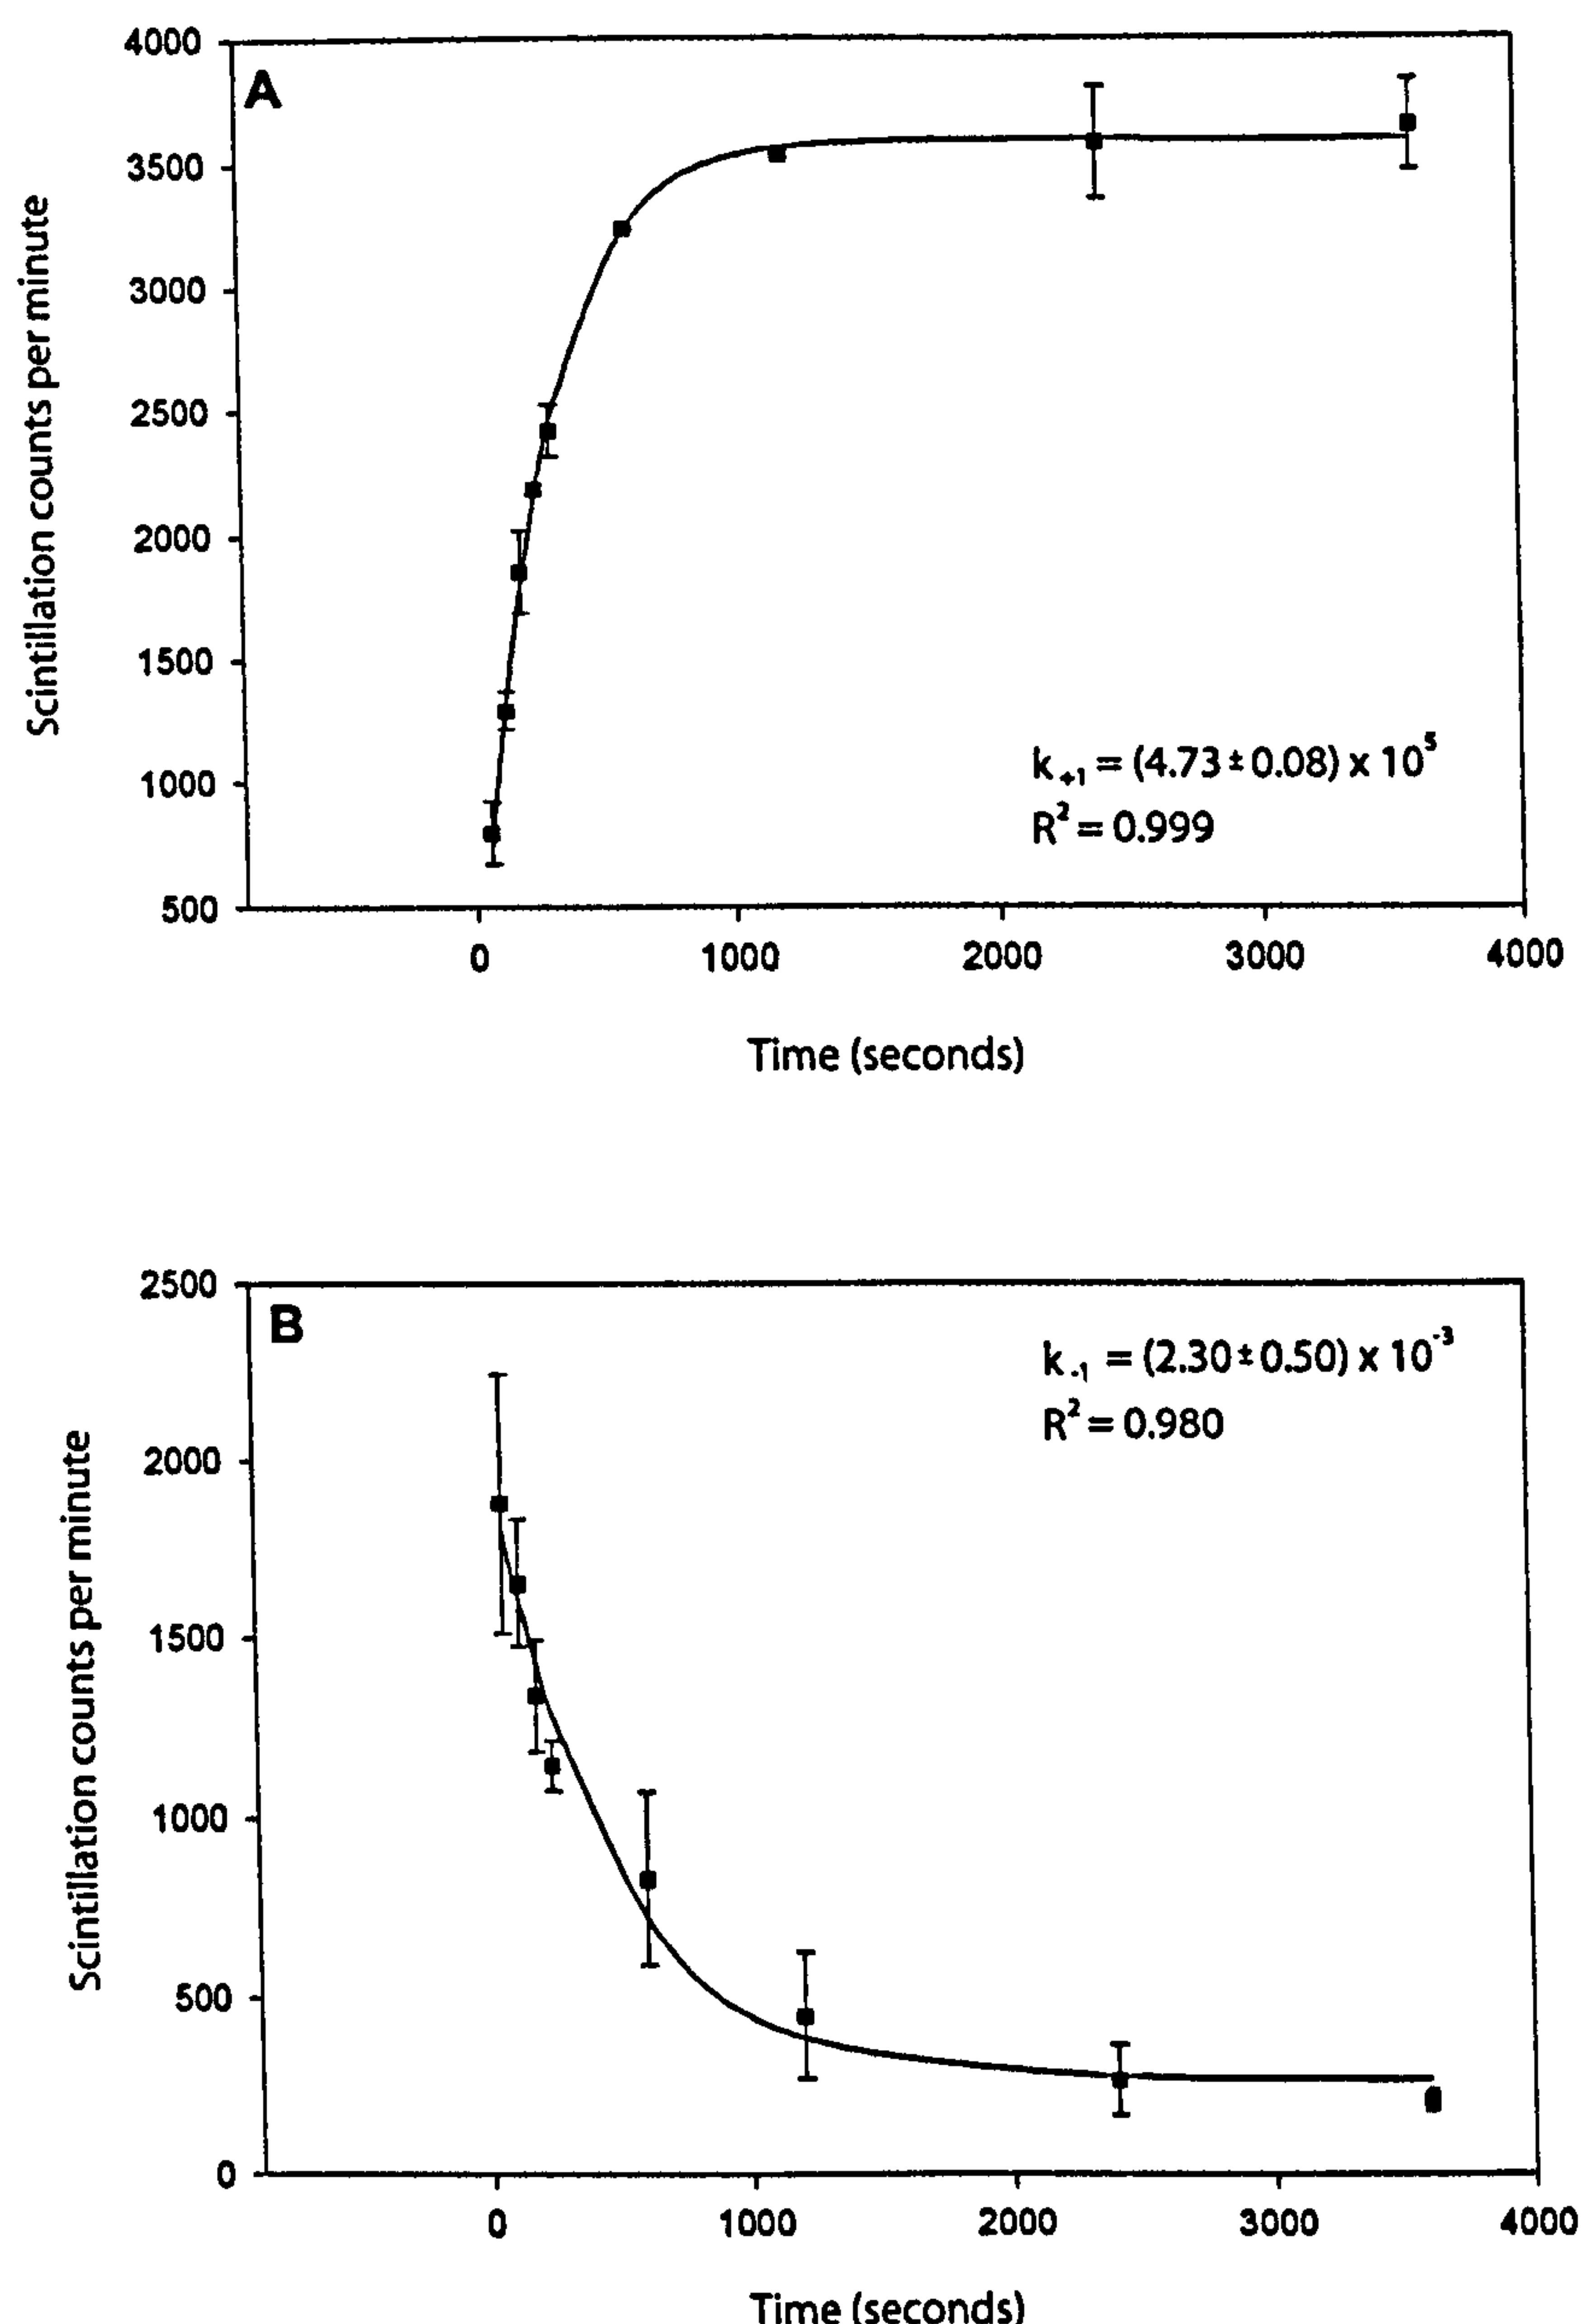 4000
A
3500
3000
2500
2000
1500
1000
500
Scintillation counts per minute
k+1 = (4.73 ± 0.08) x 10^5
R² = 0.999
0 1000 2000 3000 4000
Time (seconds)
2500
B
2000
1500
1000
500
0
Scintillation counts per minute
k-1 = (2.30 ± 0.50) x 10^-3
R² = 0.980
0 1000 2000 3000 4000
Time (seconds)